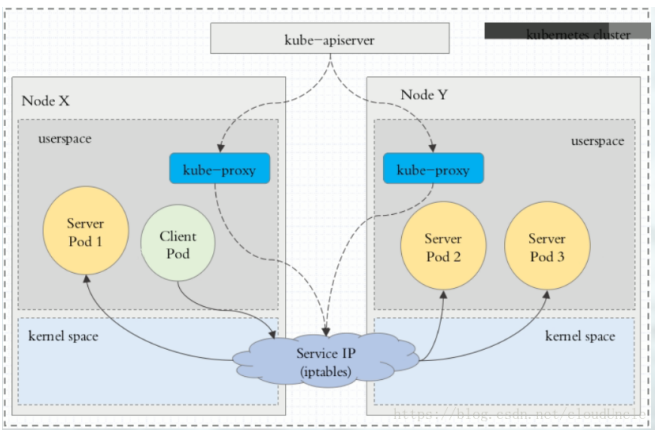 kube-apiserver
kubernetes cluster
Node X
Node Y
userspace
userspace
kube-proxy
kube-proxy
Server
Pod 1
Client
Pod
Server
Pod 2
Server
Pod 3
kernel space
kernel space
Service IP
(iptables)
https://blog.csdn.net/cloudUncle